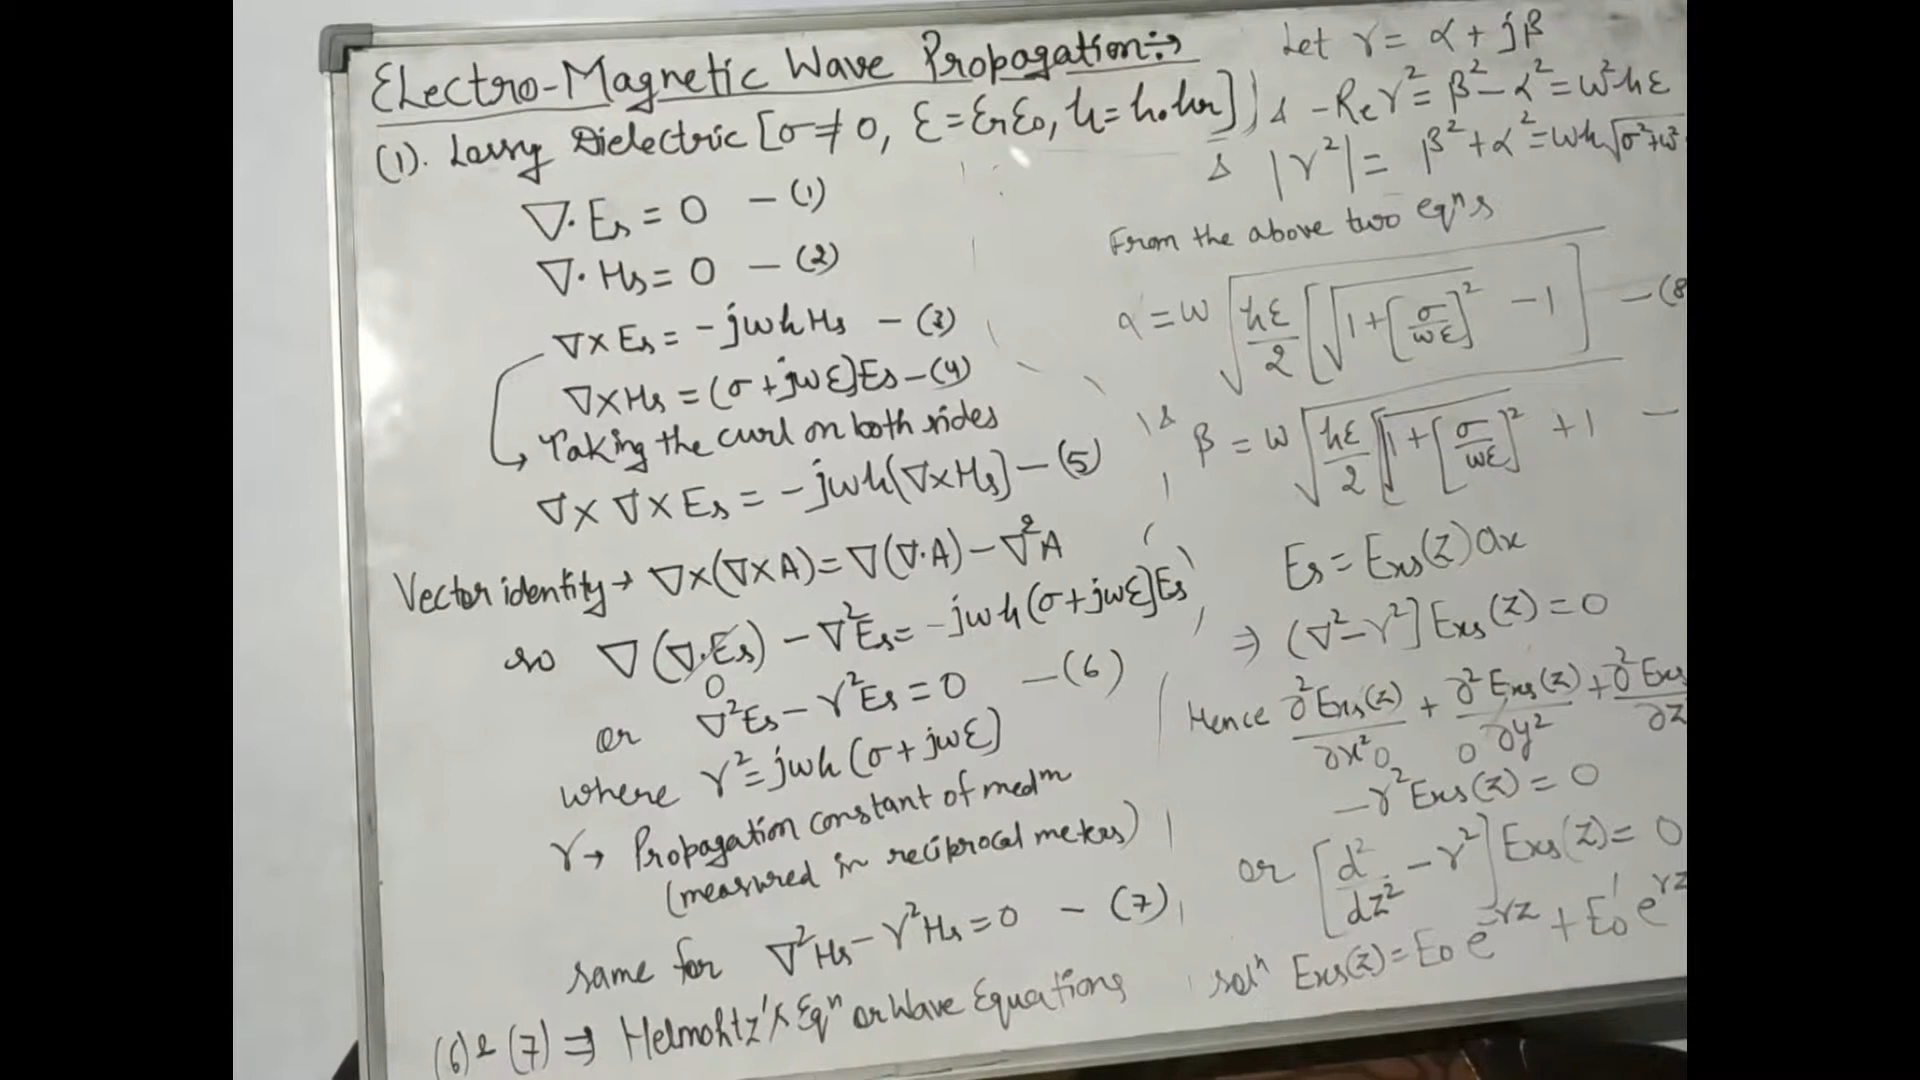 Electro-Magnetic Wave Propagation:→
(1). Lossy Dielectric [σ≠0, ε=εrε0, μ=μ0μr]
∇·Es = 0 — (1)
∇·Hs = 0 — (2)
∇×Es = -jωμHs — (3)
∇×Hs = (σ+jωε)Es — (4)
Taking the curl on both sides
∇×∇×Es = -jωμ(∇×Hs) — (5)
Vector identity → ∇×(∇×A) = ∇(∇·A) - ∇²A
so ∇(∇·Es) - ∇²Es = -jωμ(σ+jωε)Es
0
or ∇²Es - γ²Es = 0 — (6)
where γ² = jωμ(σ+jωε)
γ → Propagation constant of medm
(measured in reciprocal meters)
same for ∇²Hs - γ²Hs = 0 — (7)
(6) & (7) ⇒ Helmohtz's Eqn or Wave Equations
Let γ = α + jβ
& -Re γ² = β² - α² = ω²με
& |γ²| = β² + α² = ωμ√σ²+ω²
From the above two eqns
α = ω √με/2 [√1+[σ/ωε]² - 1] — (8
& β = ω √με/2 [√1+[σ/ωε]² + 1 —
Es = Exs(z)ax
⇒ (∇² - γ²) Exs(z) = 0
Hence ∂²Exs(z)/∂x² + ∂²Exs(z)/∂y² + ∂²Exs/∂z
0 0
-γ²Exs(z) = 0
or [d²/dz² - γ²] Exs(z) = 0
soln Exs(z) = E0 e^-γz + E0' e^γz